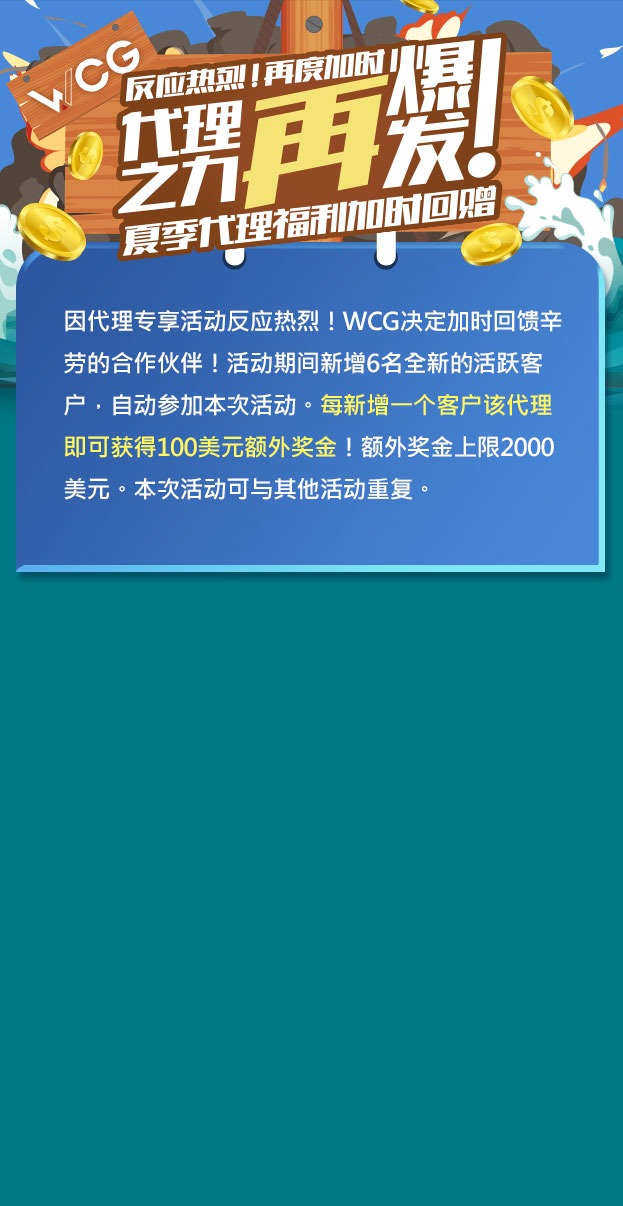 WCG
反应热烈！再度加时
代理之力再爆发！
夏季代理福利加时回赠
因代理专享活动反应热烈！WCG决定加时回馈辛
劳的合作伙伴！活动期间新增6名全新的活跃客
户，自动参加本次活动。每新增一个客户该代理
即可获得100美元额外奖金！额外奖金上限2000
美元。本次活动可与其他活动重复。